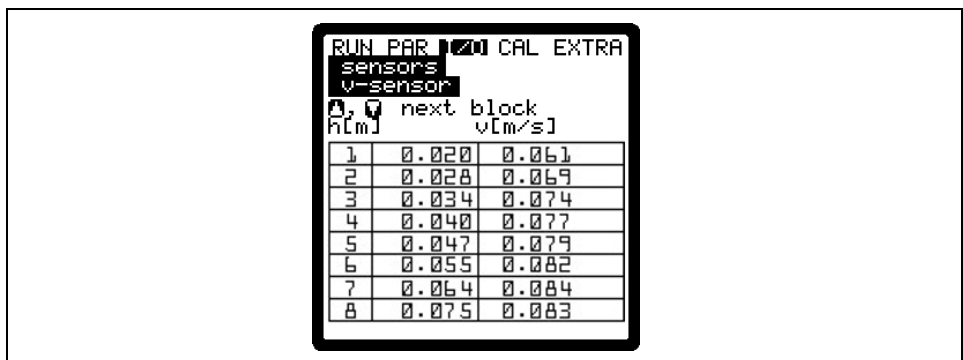 RUN PAR I/O CAL EXTRA
sensors
v-sensor
, next block
h[m] v[m/s]
1 0.020 0.061
2 0.028 0.069
3 0.034 0.074
4 0.040 0.077
5 0.047 0.079
6 0.055 0.082
7 0.064 0.084
8 0.075 0.083